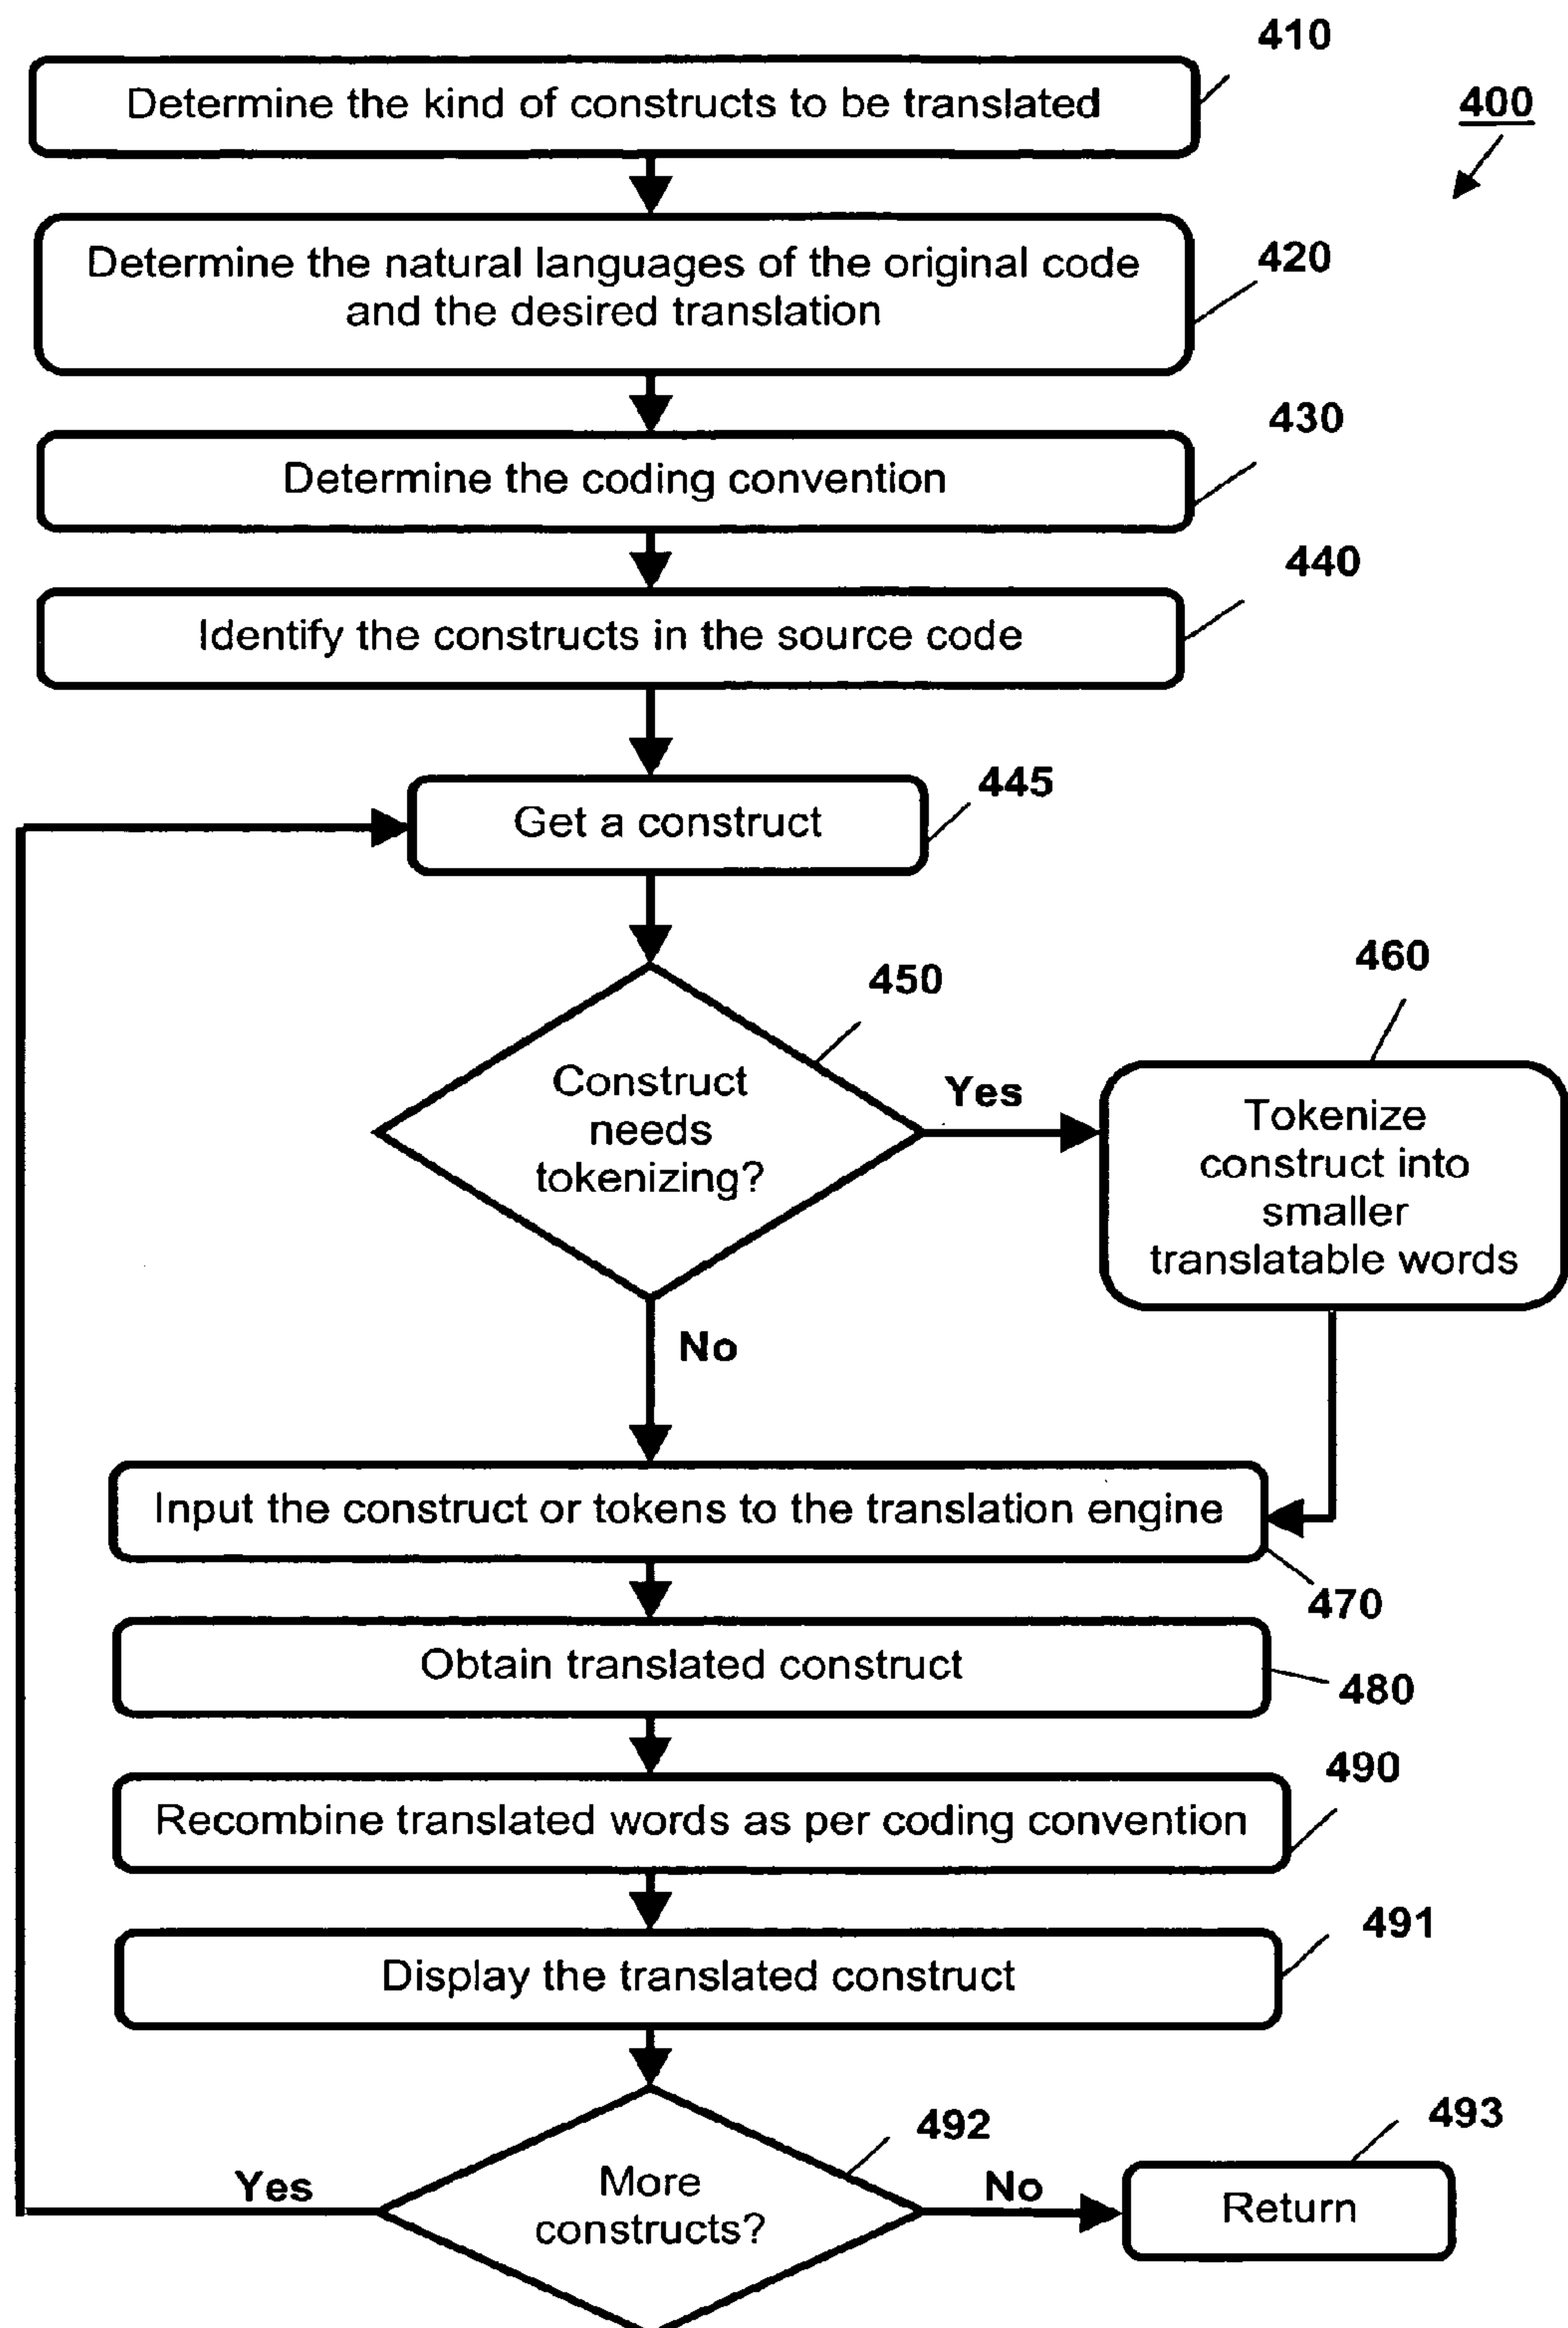 410
Determine the kind of constructs to be translated
400
Determine the natural languages of the original code
and the desired translation
420
430
Determine the coding convention
440
Identify the constructs in the source code
445
Get a construct
450
Construct
needs
tokenizing?
Yes
460
Tokenize
construct into
smaller
translatable words
No
Input the construct or tokens to the translation engine
470
Obtain translated construct
480
490
Recombine translated words as per coding convention
491
Display the translated construct
492
More
constructs?
Yes
No
493
Return